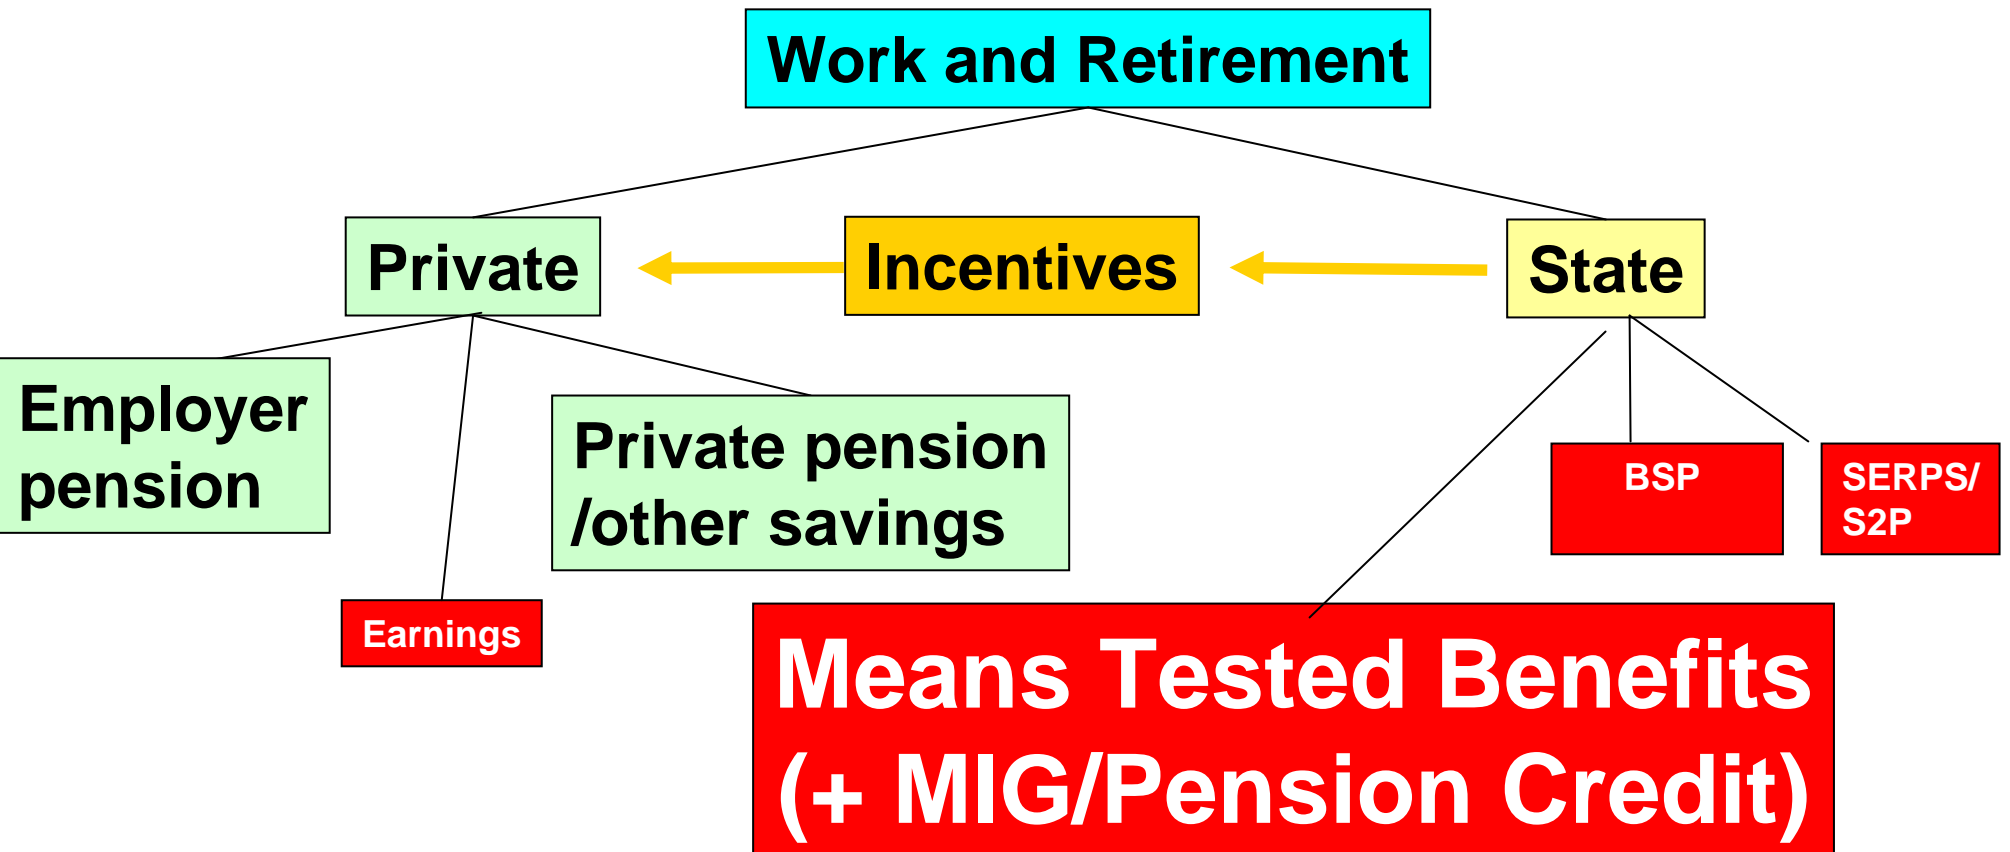 Work and Retirement
Private
Incentives
State
Employer
pension
Private pension
/other savings
BSP
SERPS/
S2P
Earnings
Means Tested Benefits
(+ MIG/Pension Credit)